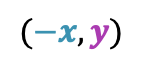 (−x, y)